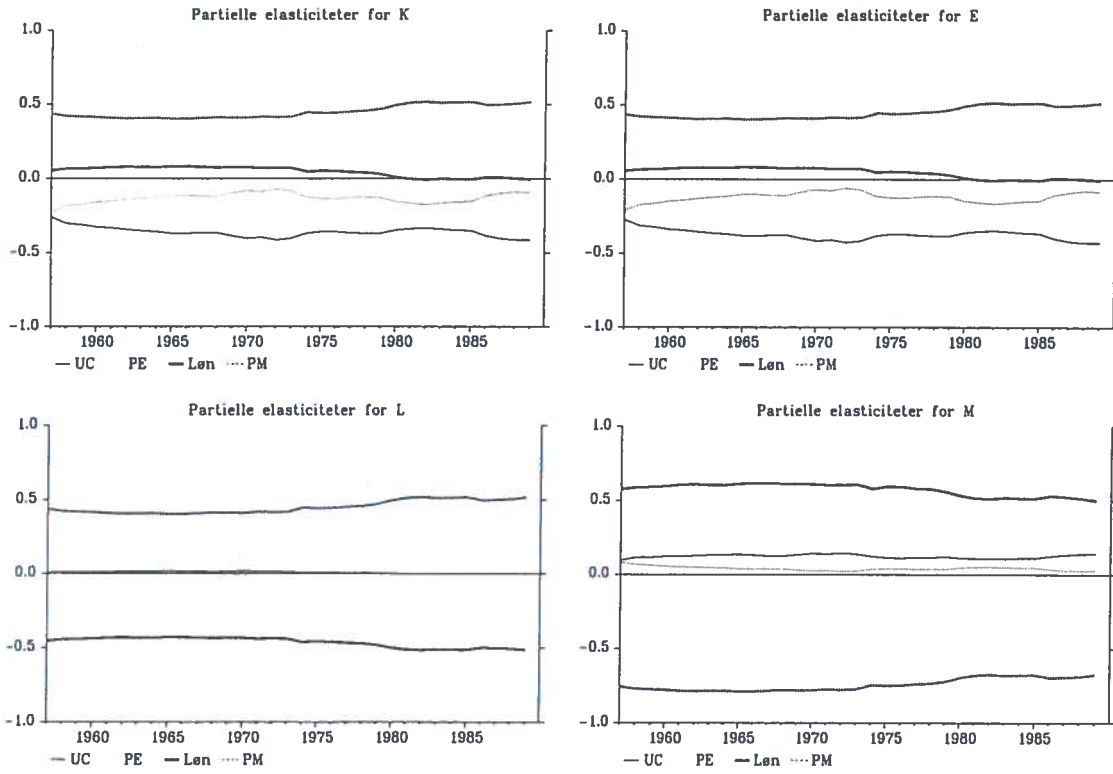 Partielle elasticiteter for K
1.0
0.5
0.0
-0.5
-1.0
1960 1965 1970 1975 1980 1985
UC PE Løn PM
Partielle elasticiteter for E
1.0
0.5
0.0
-0.5
-1.0
1960 1965 1970 1975 1980 1985
UC PE Løn PM
Partielle elasticiteter for L
1.0
0.5
0.0
-0.5
-1.0
1960 1965 1970 1975 1980 1985
UC PE Løn PM
Partielle elasticiteter for M
1.0
0.5
0.0
-0.5
-1.0
1960 1965 1970 1975 1980 1985
UC PE Løn PM